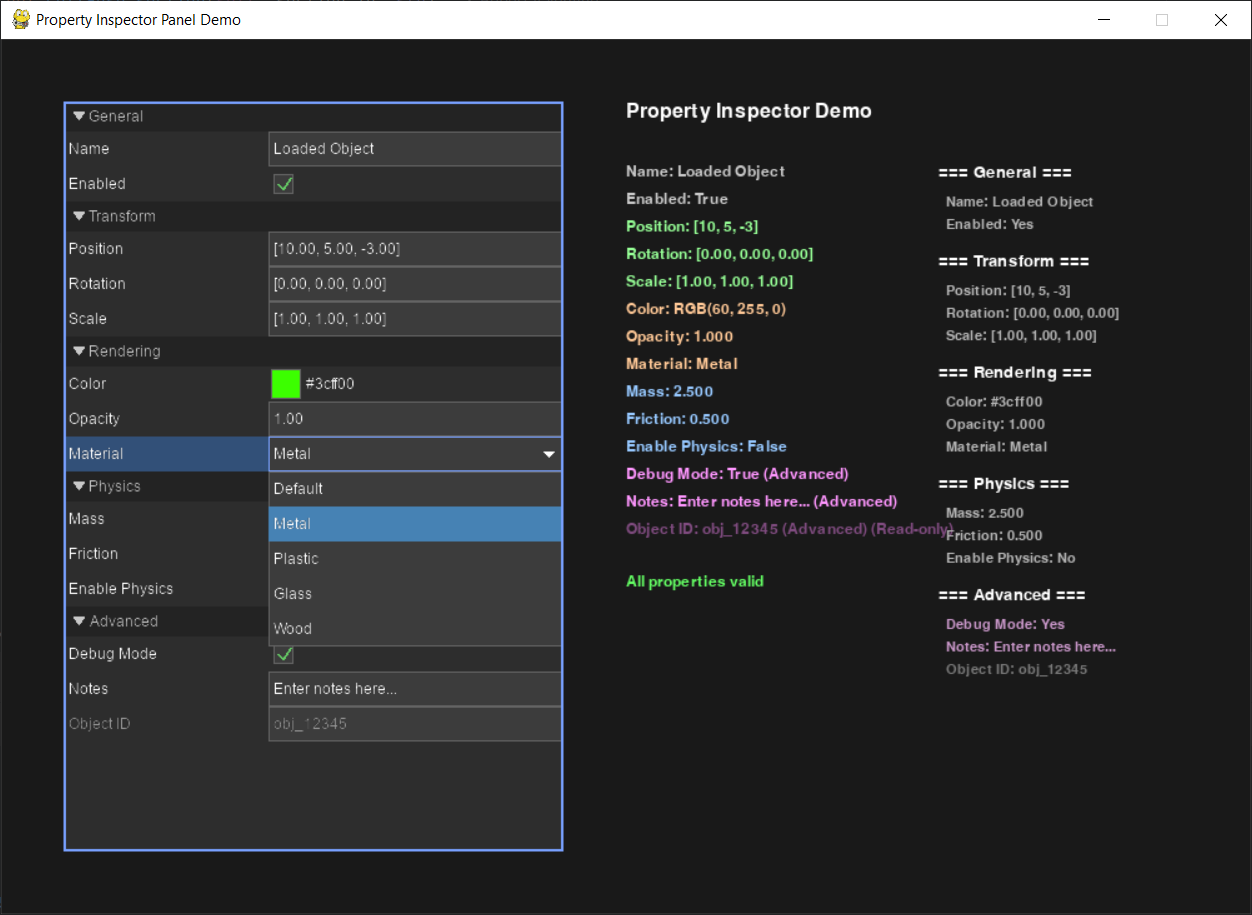 Property Inspector Panel Demo
General
Name
Loaded Object
Enabled
Transform
Position
[10.00, 5.00, -3.00]
Rotation
[0.00, 0.00, 0.00]
Scale
[1.00, 1.00, 1.00]
Rendering
Color
#3cff00
Opacity
1.00
Material
Metal
Default
Metal
Plastic
Glass
Wood
Physics
Mass
Friction
Enable Physics
Advanced
Debug Mode
Notes
Enter notes here...
Object ID
obj_12345
Property Inspector Demo
Name: Loaded Object
Enabled: True
Position: [10, 5, -3]
Rotation: [0.00, 0.00, 0.00]
Scale: [1.00, 1.00, 1.00]
Color: RGB(60, 255, 0)
Opacity: 1.000
Material: Metal
Mass: 2.500
Friction: 0.500
Enable Physics: False
Debug Mode: True (Advanced)
Notes: Enter notes here... (Advanced)
Object ID: obj_12345 (Advanced) (Read-only)
All properties valid
=== General ===
Name: Loaded Object
Enabled: Yes
=== Transform ===
Position: [10, 5, -3]
Rotation: [0.00, 0.00, 0.00]
Scale: [1.00, 1.00, 1.00]
=== Rendering ===
Color: #3cff00
Opacity: 1.000
Material: Metal
=== Physics ===
Mass: 2.500
Friction: 0.500
Enable Physics: No
=== Advanced ===
Debug Mode: Yes
Notes: Enter notes here...
Object ID: obj_12345